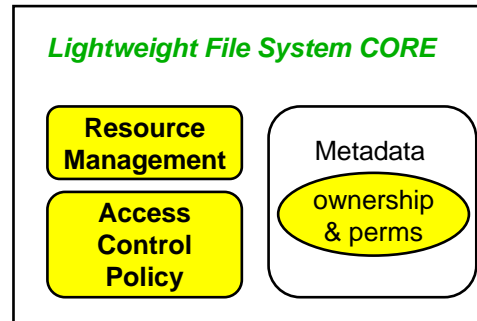 Lightweight File System CORE
Resource
Management
Access
Control
Policy
Metadata
ownership
& perms